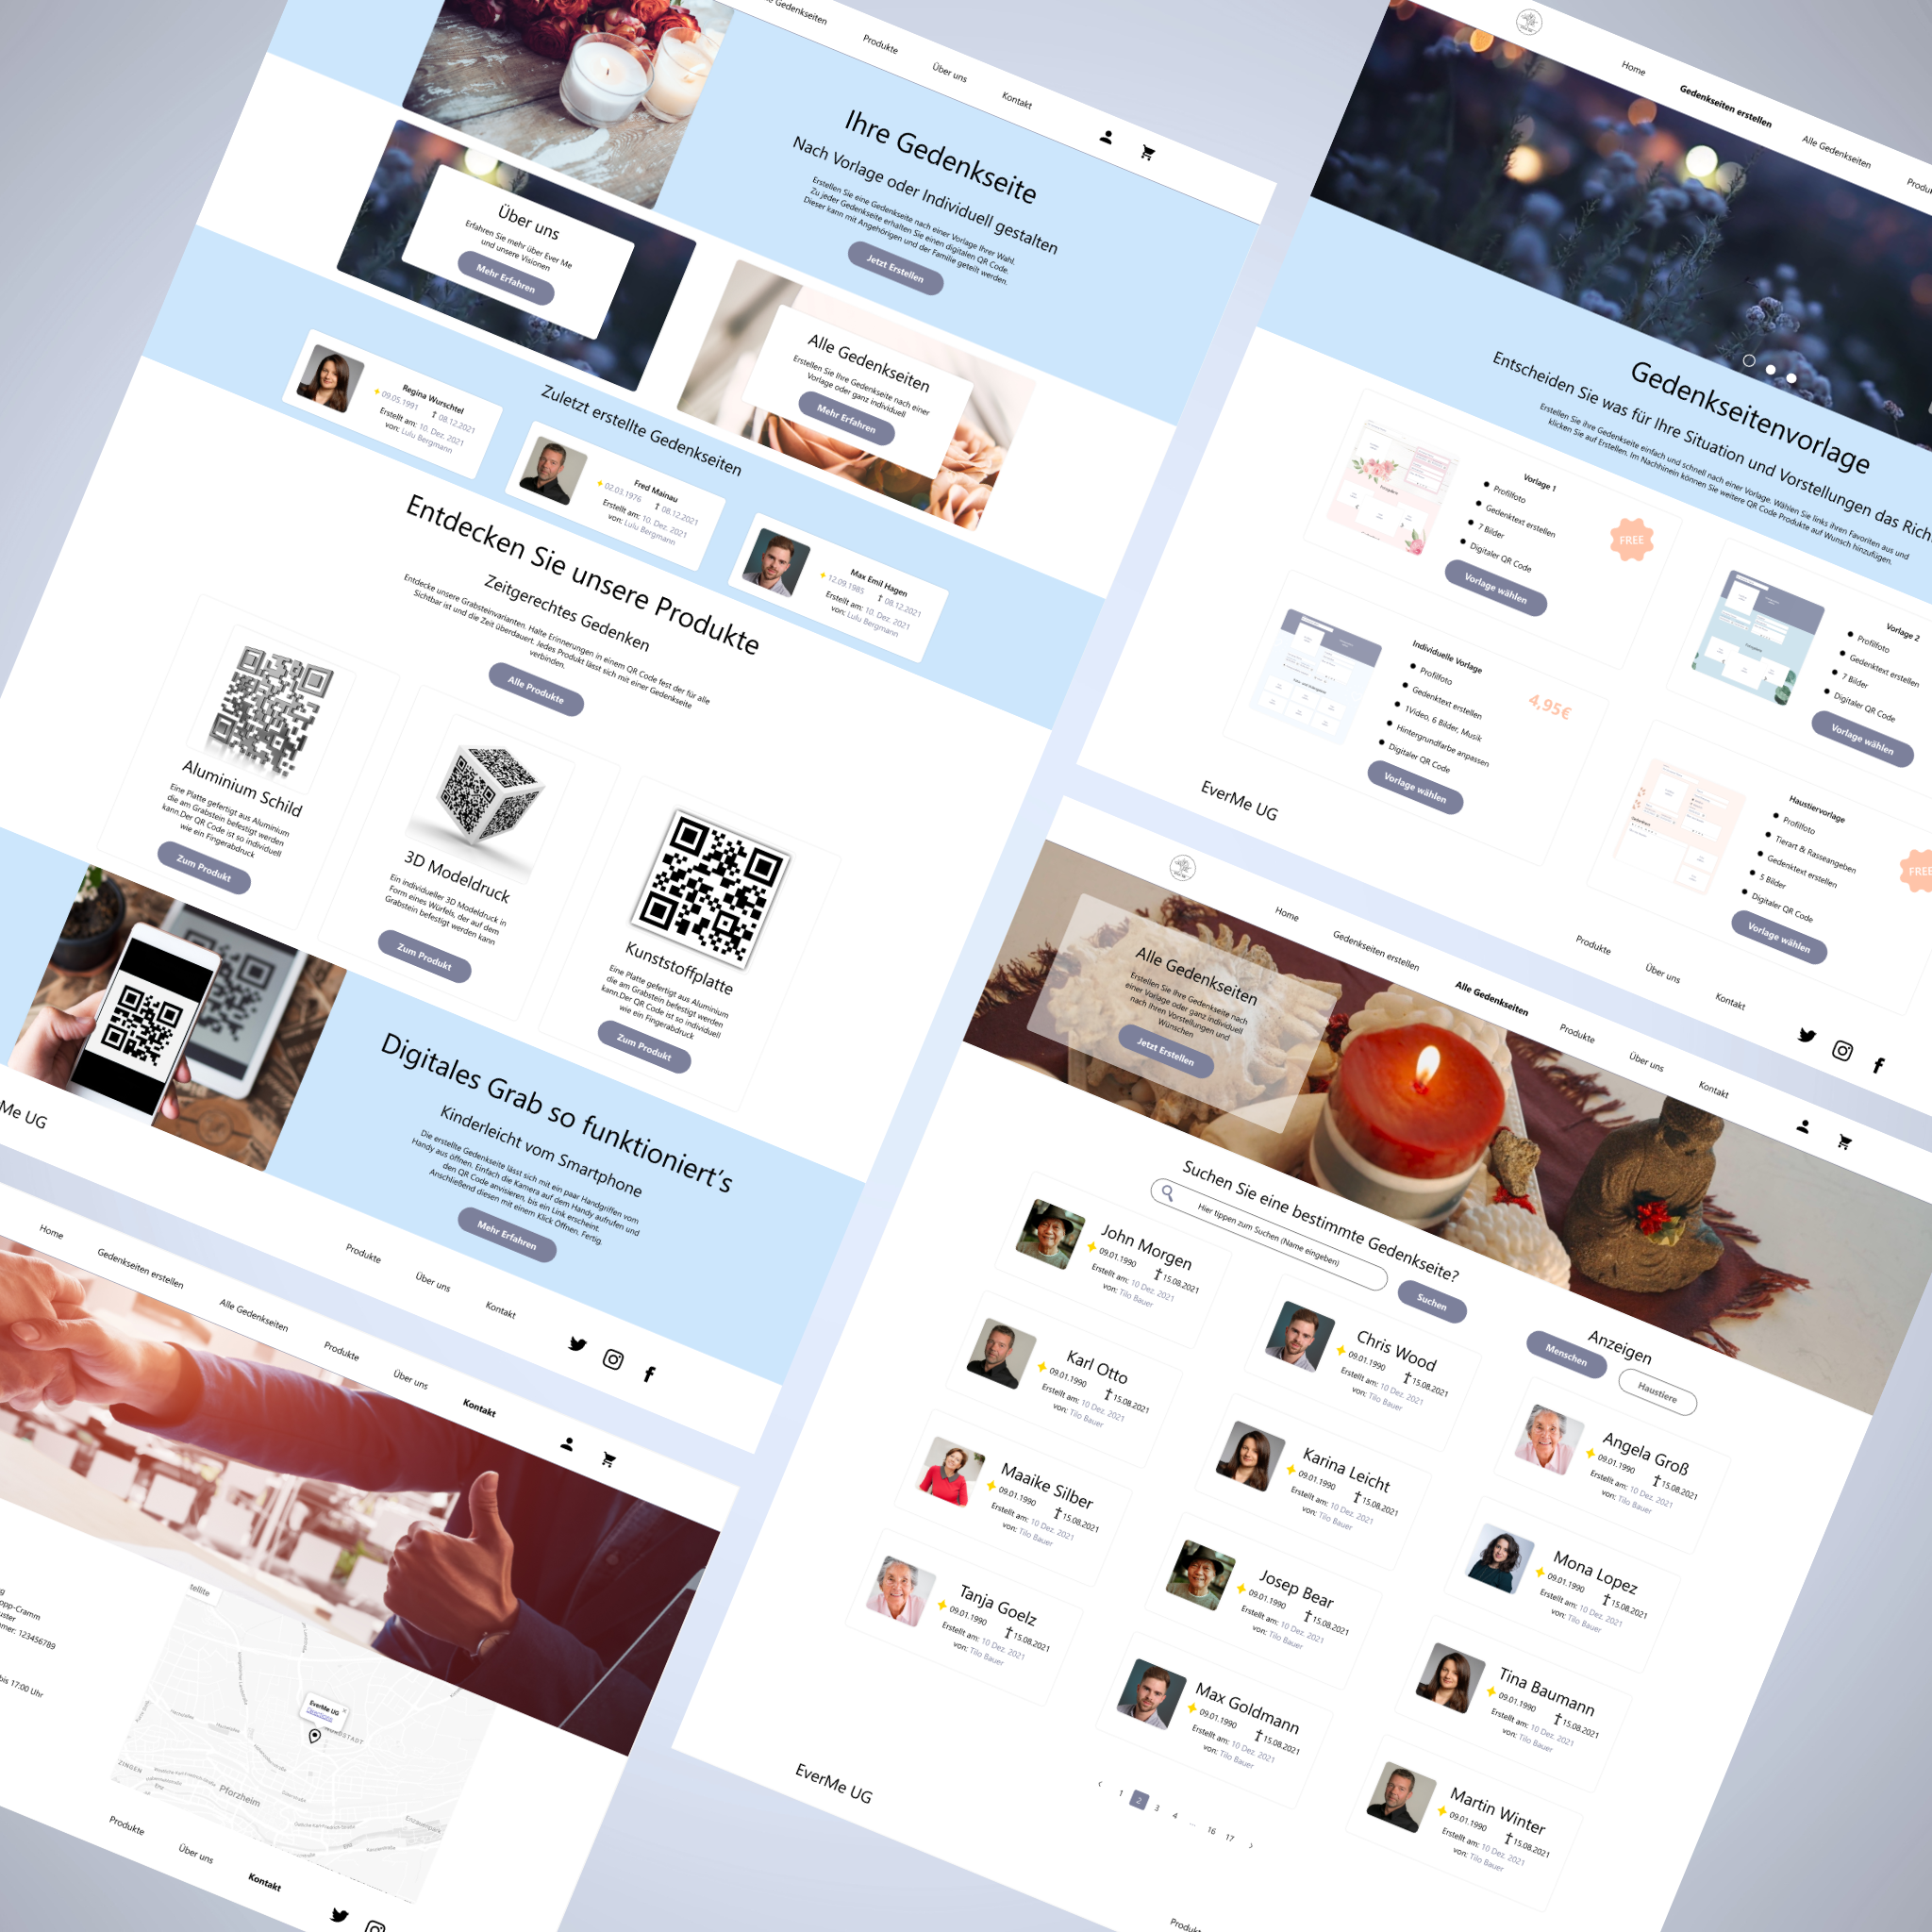 Alle Gedenkseiten
Produkte
Über uns
Kontakt
Ihre Gedenkseite
Nach Vorlage oder Individuell gestalten
Erstellen Sie eine Gedenkseite nach einer Vorlage Ihrer Wahl.
Zu jeder Gedenkseite erhalten Sie einen digitalen QR Code.
Dieser kann mit Angehörigen und der Familie geteilt werden.
Jetzt Erstellen
Über uns
Erfahren Sie mehr über Ever Me
und unsere Visionen
Mehr Erfahren
Alle Gedenkseiten
Erstellen Sie Ihre Gedenkseite nach einer
Vorlage oder ganz individuell
Mehr Erfahren
Zuletzt erstellte Gedenkseiten
Regina Wurschtel
09.05.1991 08.12.2021
Erstellt am: 10. Dez. 2021
von: Lulu Bergmann
Fred Mainau
02.03.1976 08.12.2021
Erstellt am: 10. Dez. 2021
von: Lulu Bergmann
Max Emil Hagen
12.09.1985 08.12.2021
Erstellt am: 10. Dez. 2021
von: Lulu Bergmann
Entdecken Sie unsere Produkte
Zeitgerechtes Gedenken
Entdecke unsere Grabsteinvarianten. Halte Erinnerungen in einem QR Code fest der für alle
Sichtbar ist und die Zeit überdauert. Jedes Produkt lässt sich mit einer Gedenkseite
verbinden.
Alle Produkte
Aluminium Schild
Eine Platte gefertigt aus Aluminium
die am Grabstein befestigt werden
kann.Der QR Code ist so individuell
wie ein Fingerabdruck
Zum Produkt
3D Modeldruck
Ein individueller 3D Modeldruck in
Form eines Würfels, der auf dem
Grabstein befestigt werden kann
Zum Produkt
Kunststoffplatte
Eine Platte gefertigt aus Aluminium
die am Grabstein befestigt werden
kann.Der QR Code ist so individuell
wie ein Fingerabdruck
Zum Produkt
Digitales Grab so funktioniert's
Kinderleicht vom Smartphone
Die erstellte Gedenkseite lässt sich mit ein paar Handgriffen vom
Handy aus öffnen. Einfach die Kamera auf dem Handy aufrufen und
den QR Code anvisieren, bis ein Link erscheint.
Anschließend diesen mit einem Klick Öffnen. Fertig.
Mehr Erfahren
Me UG
Produkte
Über uns
Kontakt
Home
Gedenkseiten erstellen
Alle Gedenkseiten
Produkte
Gedenkseitenvorlage
Entscheiden Sie was für Ihre Situation und Vorstellungen das Rich
Erstellen Sie ihre Gedenkseite einfach und schnell nach einer Vorlage. Wählen Sie links ihren Favoriten aus und
klicken Sie auf Erstellen. Im Nachhinein können Sie weitere QR Code Produkte auf Wunsch hinzufügen.
Vorlage 1
Profilfoto
Gedenktext erstellen
7 Bilder
Digitaler QR Code
FREE
Vorlage wählen
Vorlage 2
Profilfoto
Gedenktext erstellen
7 Bilder
Digitaler QR Code
Vorlage wählen
Individuelle Vorlage
Profilfoto
Gedenktext erstellen
1Video, 6 Bilder, Musik
Hintergrundfarbe anpassen
Digitaler QR Code
4,95€
Vorlage wählen
Haustiervorlage
Profilfoto
Tierart & Rasseangeben
Gedenktext erstellen
5 Bilder
Digitaler QR Code
FREE
Vorlage wählen
EverMe UG
Produkte
Über uns
Kontakt
Home
Gedenkseiten erstellen
Alle Gedenkseiten
Produkte
Über uns
Kontakt
Alle Gedenkseiten
Erstellen Sie Ihre Gedenkseite nach
einer Vorlage oder ganz individuell
nach Ihren Vorstellungen und
Wünschen
Jetzt Erstellen
Suchen Sie eine bestimmte Gedenkseite?
Hier tippen zum Suchen (Name eingeben)
Suchen
Anzeigen
Menschen
Haustiere
John Morgen
09.01.1990 15.08.2021
Erstellt am: 10 Dez. 2021
von: Tilo Bauer
Chris Wood
09.01.1990 15.08.2021
Erstellt am: 10 Dez. 2021
von: Tilo Bauer
Angela Groß
09.01.1990 15.08.2021
Erstellt am: 10 Dez. 2021
von: Tilo Bauer
Karl Otto
09.01.1990 15.08.2021
Erstellt am: 10 Dez. 2021
von: Tilo Bauer
Karina Leicht
09.01.1990 15.08.2021
Erstellt am: 10 Dez. 2021
von: Tilo Bauer
Mona Lopez
09.01.1990 15.08.2021
Erstellt am: 10 Dez. 2021
von: Tilo Bauer
Maaike Silber
09.01.1990 15.08.2021
Erstellt am: 10 Dez. 2021
von: Tilo Bauer
Josep Bear
09.01.1990 15.08.2021
Erstellt am: 10 Dez. 2021
von: Tilo Bauer
Tina Baumann
09.01.1990 15.08.2021
Erstellt am: 10 Dez. 2021
von: Tilo Bauer
Tanja Goelz
09.01.1990 15.08.2021
Erstellt am: 10 Dez. 2021
von: Tilo Bauer
Max Goldmann
09.01.1990 15.08.2021
Erstellt am: 10 Dez. 2021
von: Tilo Bauer
Martin Winter
09.01.1990 15.08.2021
Erstellt am: 10 Dez. 2021
von: Tilo Bauer
‹ 1 2 3 4 ... 16 17 ›
EverMe UG
Produkt
Home
Gedenkseiten erstellen
Alle Gedenkseiten
Produkte
Über uns
Kontakt
opp-Cramm
uster
mmer: 123456789
bis 17.00 Uhr
tellite
EverMe UG
NORDSTADT
Pforzheim
ZINGEN
Enz
Enzauenpark
Produkte
Über uns
Kontakt